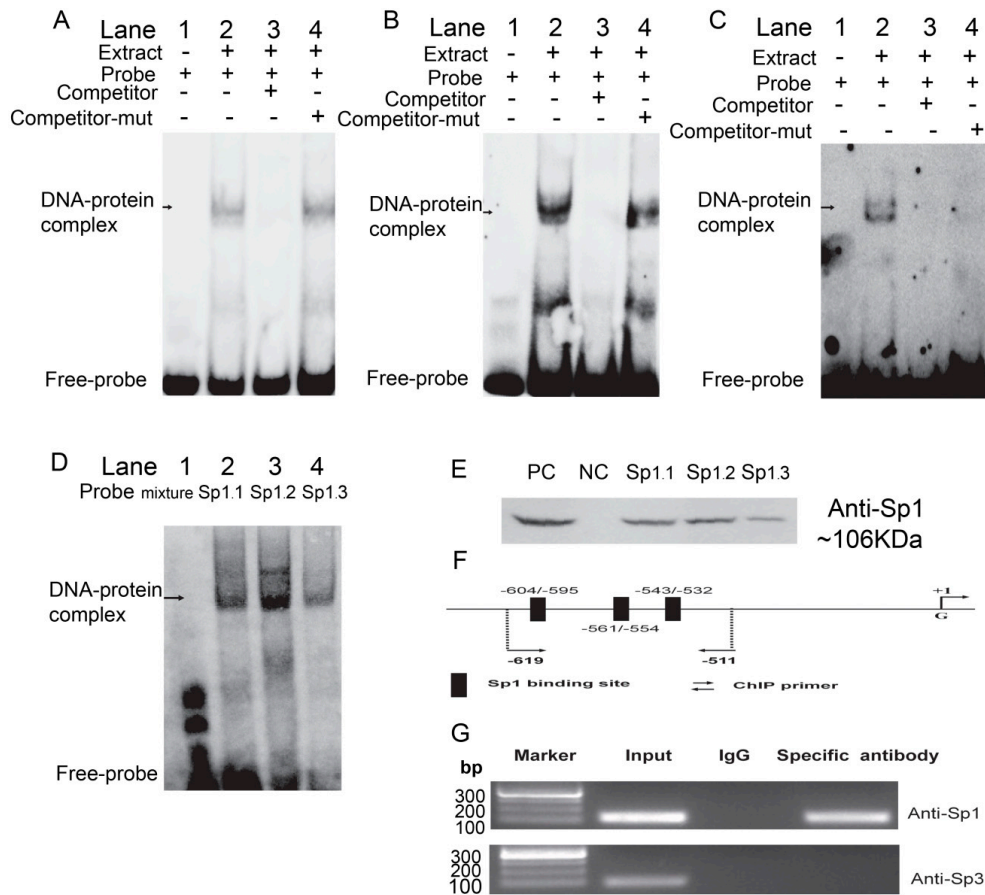 A Lane 1 2 3 4
Extract - + + +
Probe + + + +
Competitor - - + -
Competitor-mut - - - +
DNA-protein
complex
Free-probe
B Lane 1 2 3 4
Extract - + + +
Probe + + + +
Competitor - - + -
Competitor-mut - - - +
DNA-protein
complex
Free-probe
C Lane 1 2 3 4
Extract - + + +
Probe + + + +
Competitor - - + -
Competitor-mut - - - +
DNA-protein
complex
Free-probe
D Lane 1 2 3 4
Probe mixture Sp1.1 Sp1.2 Sp1.3
DNA-protein
complex
Free-probe
E PC NC Sp1.1 Sp1.2 Sp1.3
Anti-Sp1
~106KDa
F
-604/-595 -543/-532 +1
-561/-554 G
-619 -511
Sp1 binding site ChIP primer
G
Marker Input IgG Specific antibody
bp
300
200
100
Anti-Sp1
300
200
100
Anti-Sp3